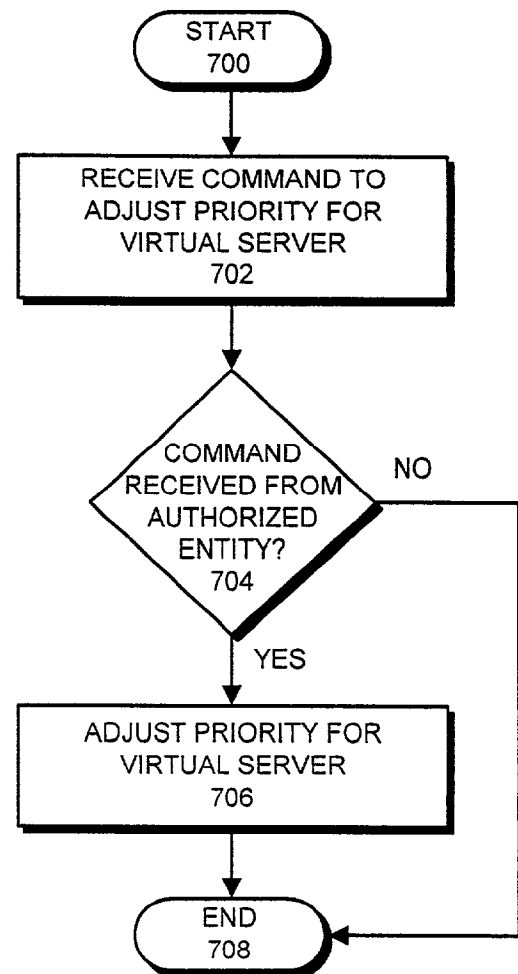 START
700
RECEIVE COMMAND TO
ADJUST PRIORITY FOR
VIRTUAL SERVER
702
COMMAND
RECEIVED FROM
AUTHORIZED
ENTITY?
704
NO
YES
ADJUST PRIORITY FOR
VIRTUAL SERVER
706
END
708